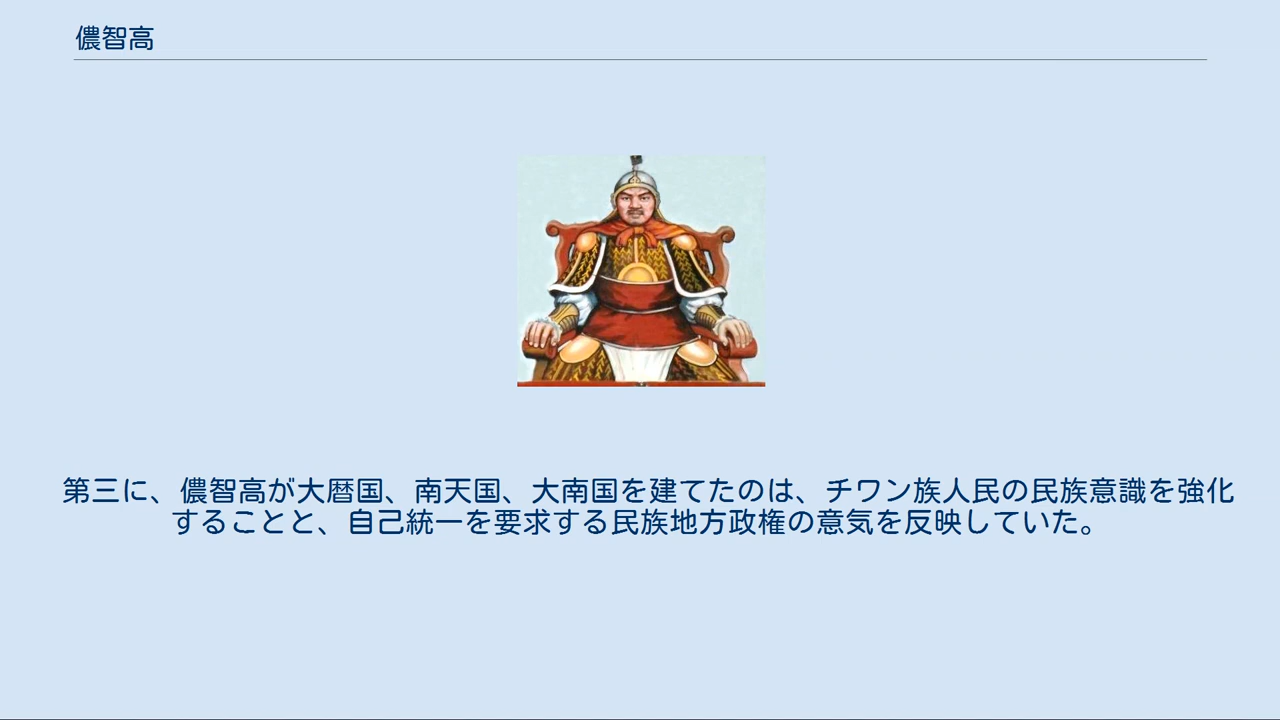 儂智高
第三に、儂智高が大暦国、南天国、大南国を建てたのは、チワン族人民の民族意識を強化
することと、自己統一を要求する民族地方政権の意気を反映していた。